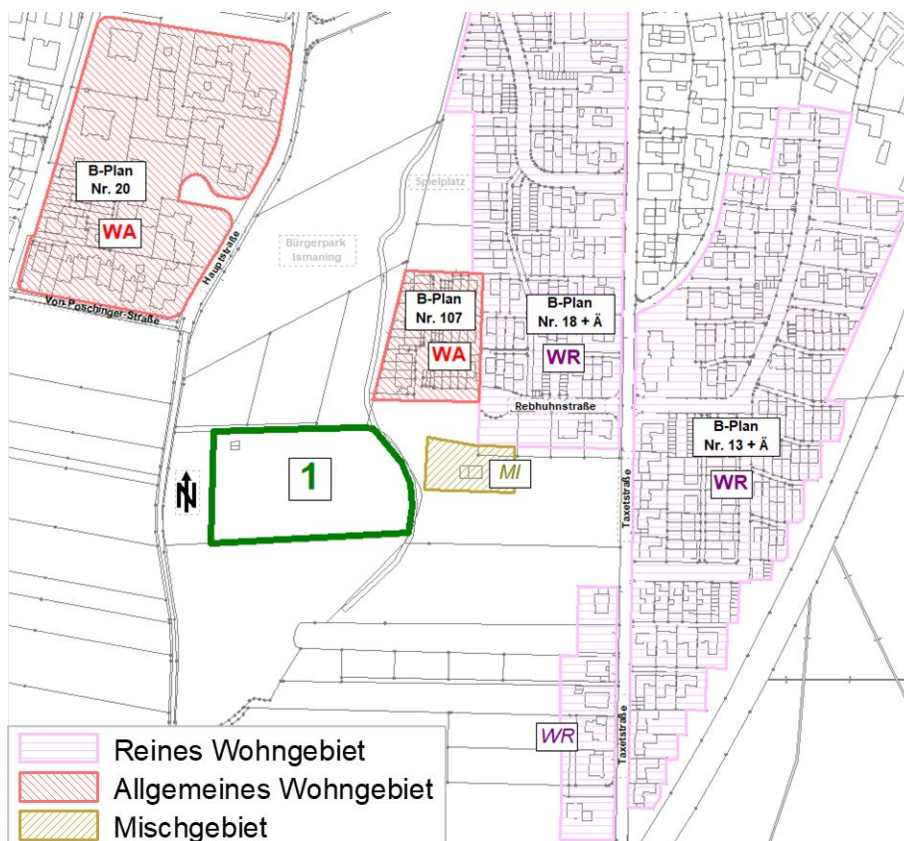 B-Plan
Nr. 20
WA
Hauptstraße
Von-Poschinger-Straße
Spielplatz
Bürgerpark
Ismaning
B-Plan
Nr. 107
WA
B-Plan
Nr. 18 + Ä
WR
Rebhuhnstraße
B-Plan
Nr. 13 + Ä
WR
MI
1
N
Taxetstraße
WR
Taxetstraße
Reines Wohngebiet
Allgemeines Wohngebiet
Mischgebiet